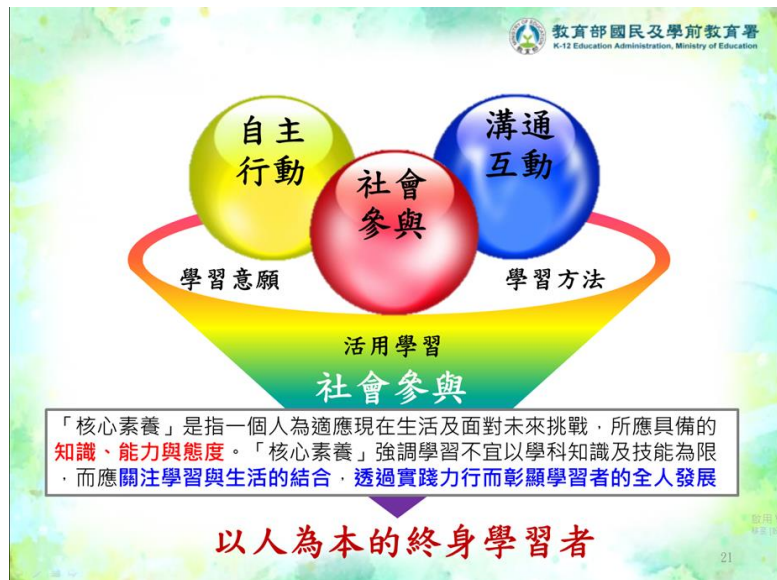 教育部國民及學前教育署
K-12 Education Administration, Ministry of Education
自主
行動
溝通
互動
社會
參與
學習意願
學習方法
活用學習
社會參與
「核心素養」是指一個人為適應現在生活及面對未來挑戰，所應具備的
知識、能力與態度。「核心素養」強調學習不宜以學科知識及技能為限
，而應關注學習與生活的結合，透過實踐力行而彰顯學習者的全人發展
以人為本的終身學習者
21